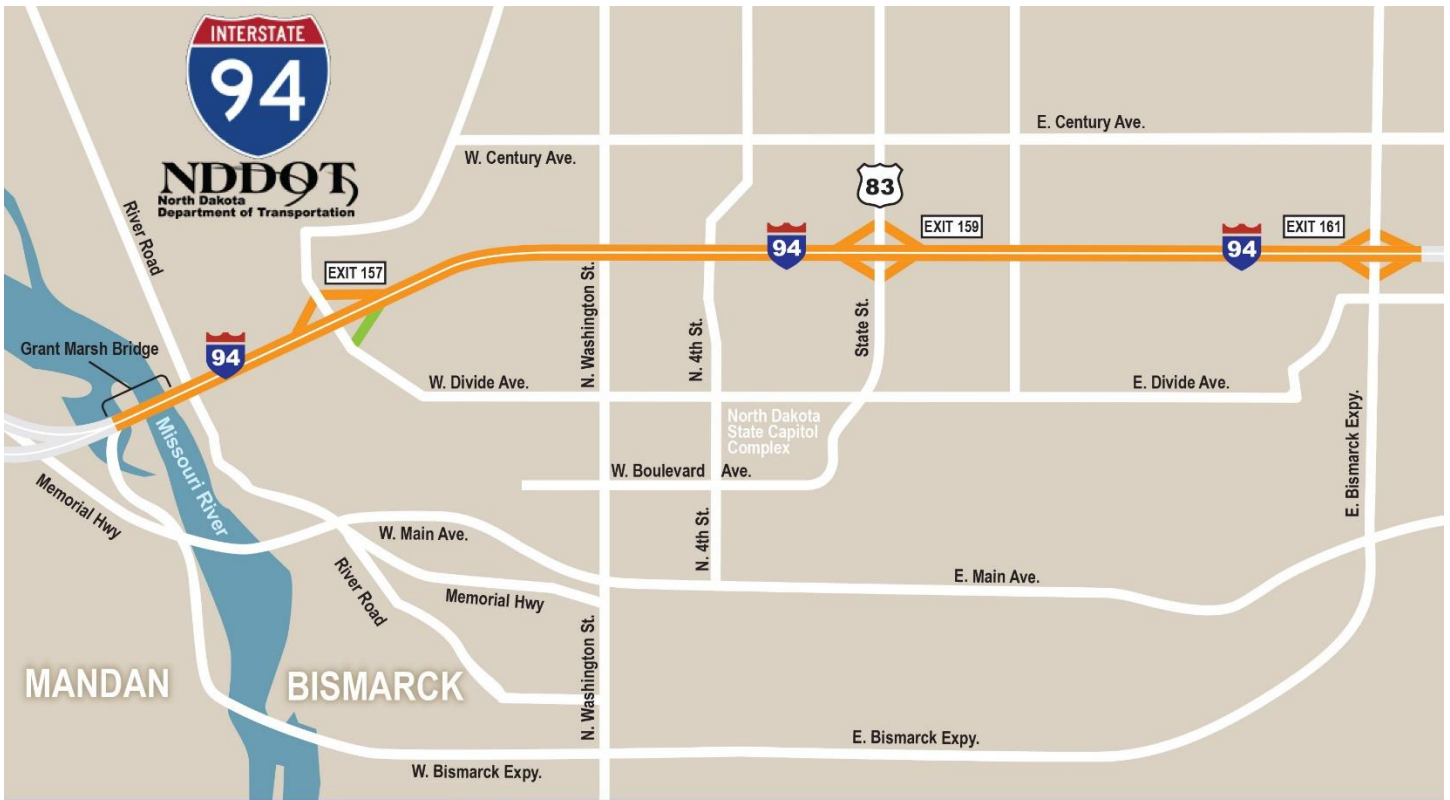 INTERSTATE
94
NDDOT
North Dakota
Department of Transportation
E. Century Ave.
W. Century Ave.
83
River Road
EXIT 159
EXIT 161
94
94
EXIT 157
N. Washington St.
State St.
N. 4th St.
Grant Marsh Bridge
94
W. Divide Ave.
E. Divide Ave.
E. Bismarck Expy.
Missouri River
North Dakota
State Capitol
Complex
W. Boulevard Ave.
Memorial Hwy
W. Main Ave.
N. 4th St.
E. Main Ave.
River Road
Memorial Hwy
N. Washington St.
MANDAN
BISMARCK
E. Bismarck Expy.
W. Bismarck Expy.